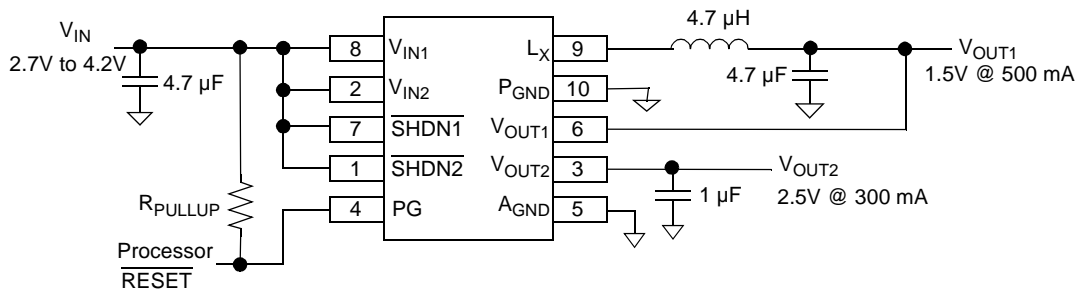 V_IN
2.7V to 4.2V
4.7 µF
R_PULLUP
Processor
RESET
8 V_IN1
2 V_IN2
7 SHDN1
1 SHDN2
4 PG
L_X 9
P_GND 10
V_OUT1 6
V_OUT2 3
A_GND 5
4.7 µH
4.7 µF
V_OUT1
1.5V @ 500 mA
1 µF
V_OUT2
2.5V @ 300 mA